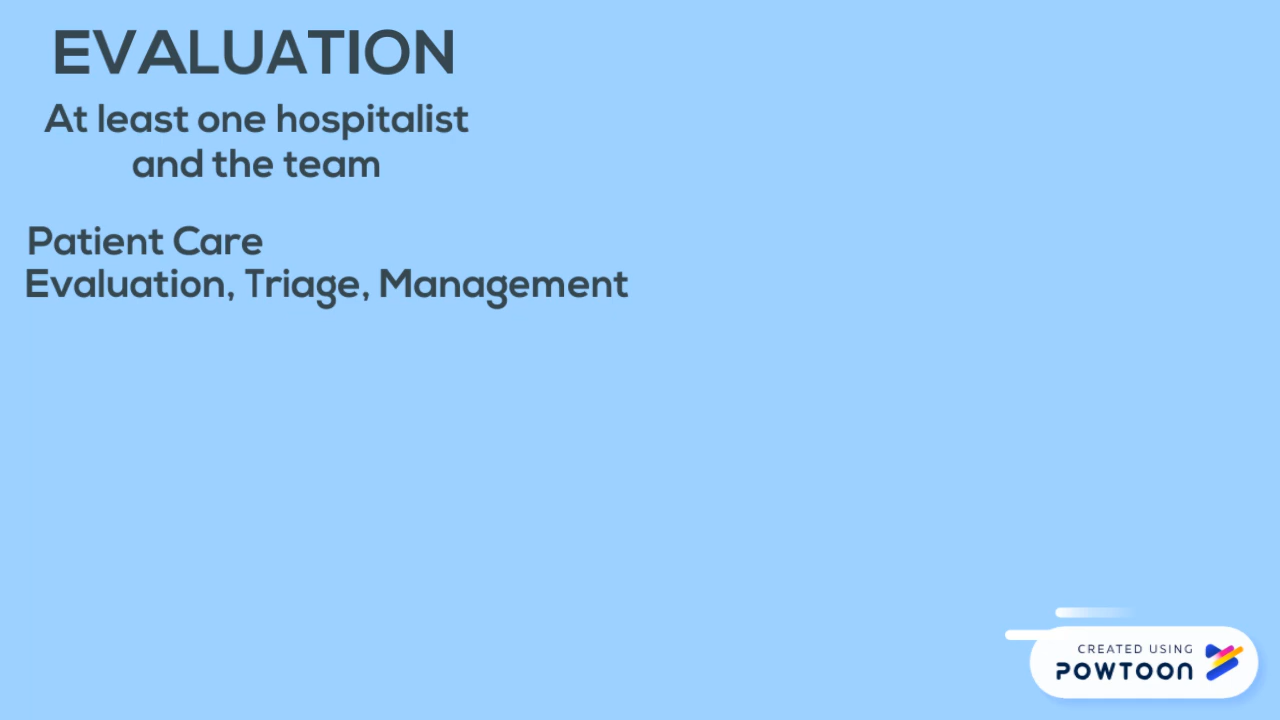 EVALUATION
At least one hospitalist
and the team
Patient Care
Evaluation, Triage, Management
CREATED USING
POWTOON